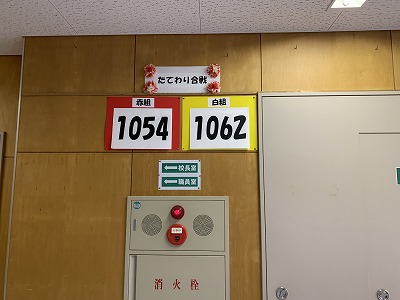 たてわり合戦
赤組
白組
1054
1062
←校長室
←職員室
消火栓